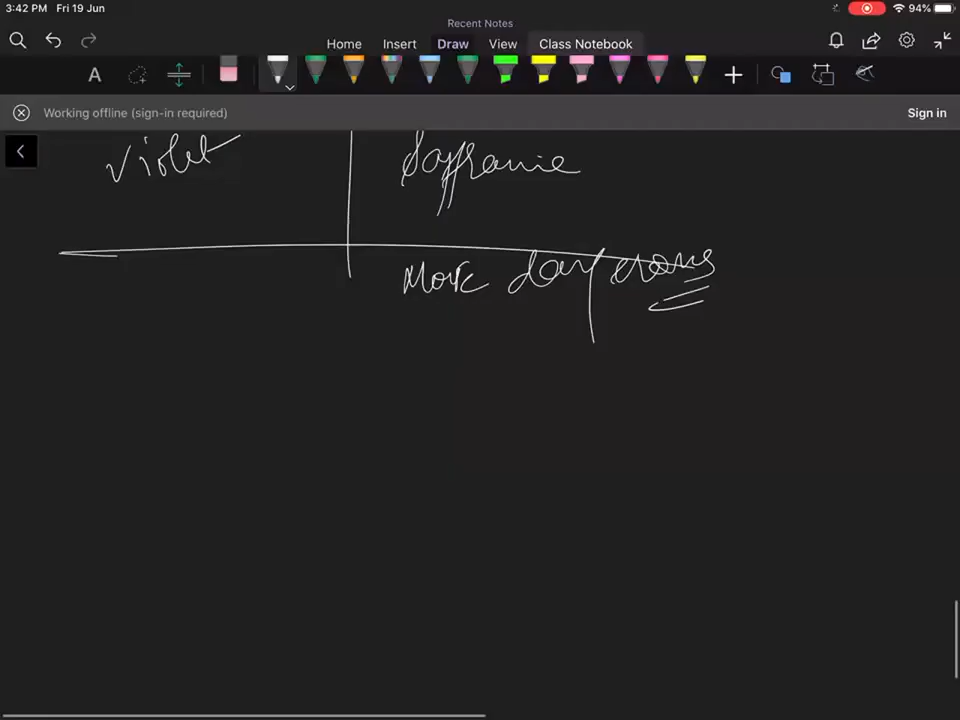 3:42 PM Fri 19 Jun
94%
Recent Notes
Home Insert Draw View Class Notebook
A
Working offline (sign-in required) Sign in
Violet Saffranie
More dangerous